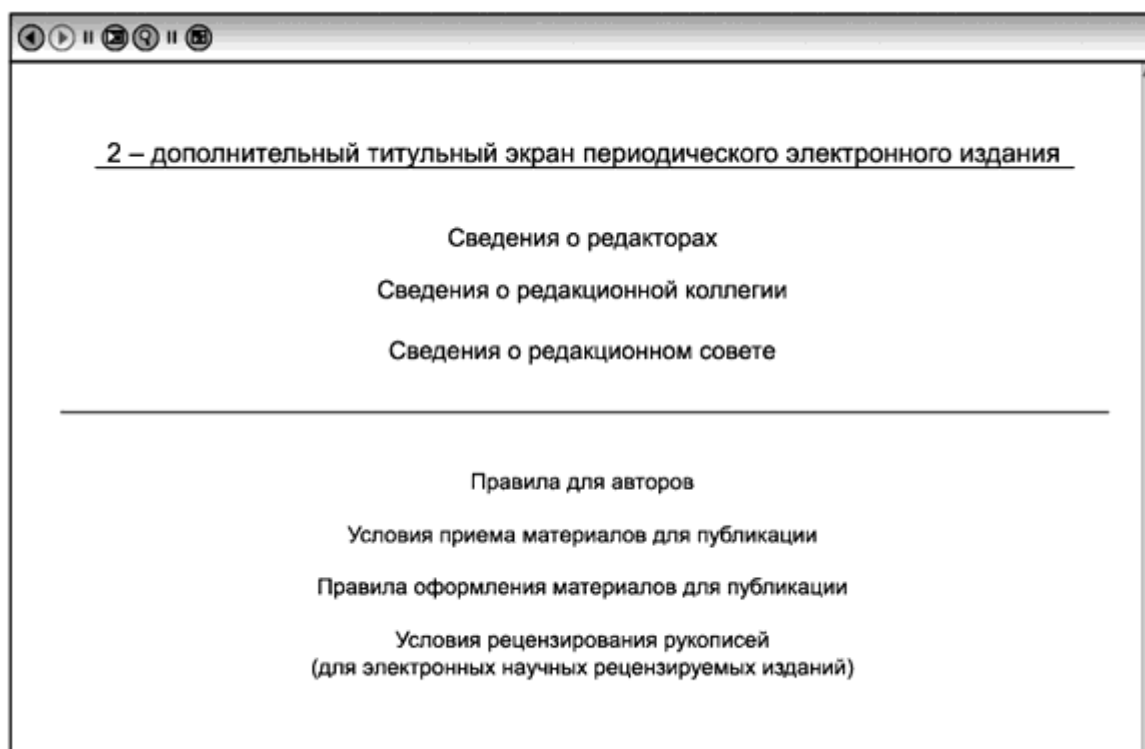 2 – дополнительный титульный экран периодического электронного издания
Сведения о редакторах
Сведения о редакционной коллегии
Сведения о редакционном совете
Правила для авторов
Условия приема материалов для публикации
Правила оформления материалов для публикации
Условия рецензирования рукописей
(для электронных научных рецензируемых изданий)